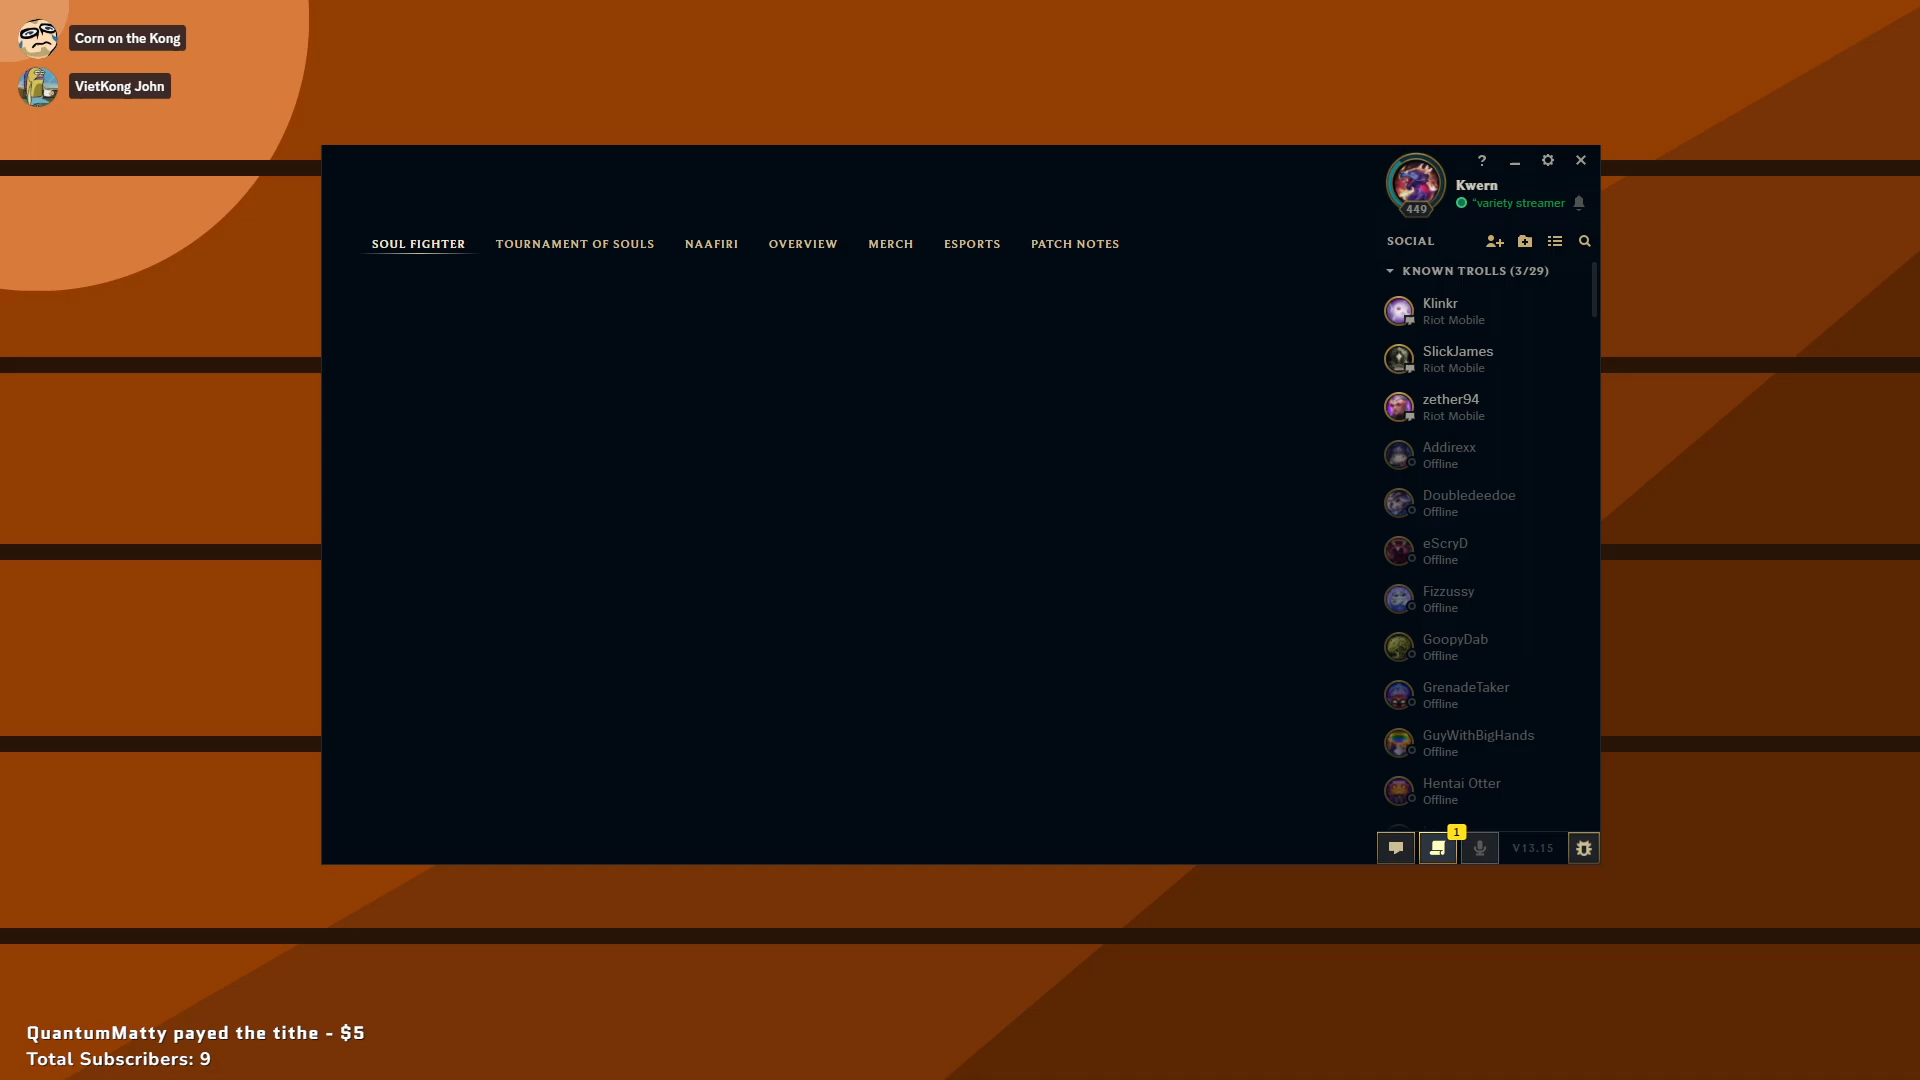 Corn on the Kong
VietKong John
?
Kwern
449
"variety streamer
SOUL FIGHTER
TOURNAMENT OF SOULS
NAAFIRI
OVERVIEW
MERCH
ESPORTS
PATCH NOTES
SOCIAL
KNOWN TROLLS (3/29)
Klinkr
Riot Mobile
SlickJames
Riot Mobile
zether94
Riot Mobile
Addirexx
Offline
Doubledeedoe
Offline
eScryD
Offline
Fizzussy
Offline
GoopyDab
Offline
GrenadeTaker
Offline
GuyWithBigHands
Offline
Hentai Otter
Offline
1
V13.15
QuantumMatty payed the tithe - $5
Total Subscribers: 9